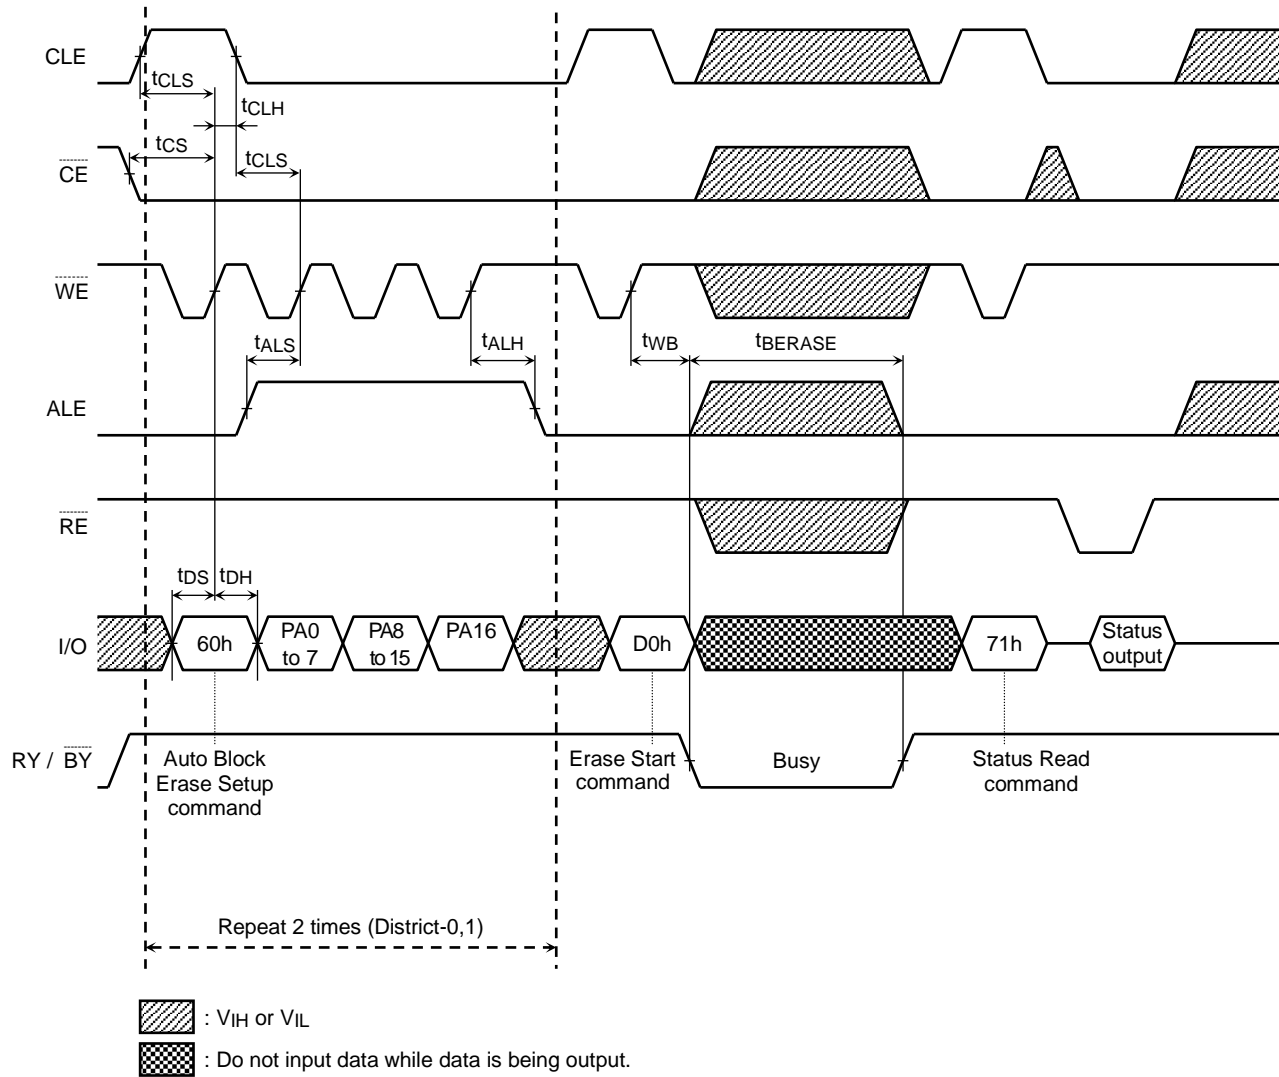 CLE
tCLS
tCLH
tCS
tCLS
CE
WE
tALS
tALH
tWB
tBERASE
ALE
RE
tDS
tDH
I/O
60h
PA0
to 7
PA8
to 15
PA16
D0h
71h
Status
output
RY / BY
Auto Block
Erase Setup
command
Erase Start
command
Busy
Status Read
command
Repeat 2 times (District-0,1)
: VIH or VIL
: Do not input data while data is being output.